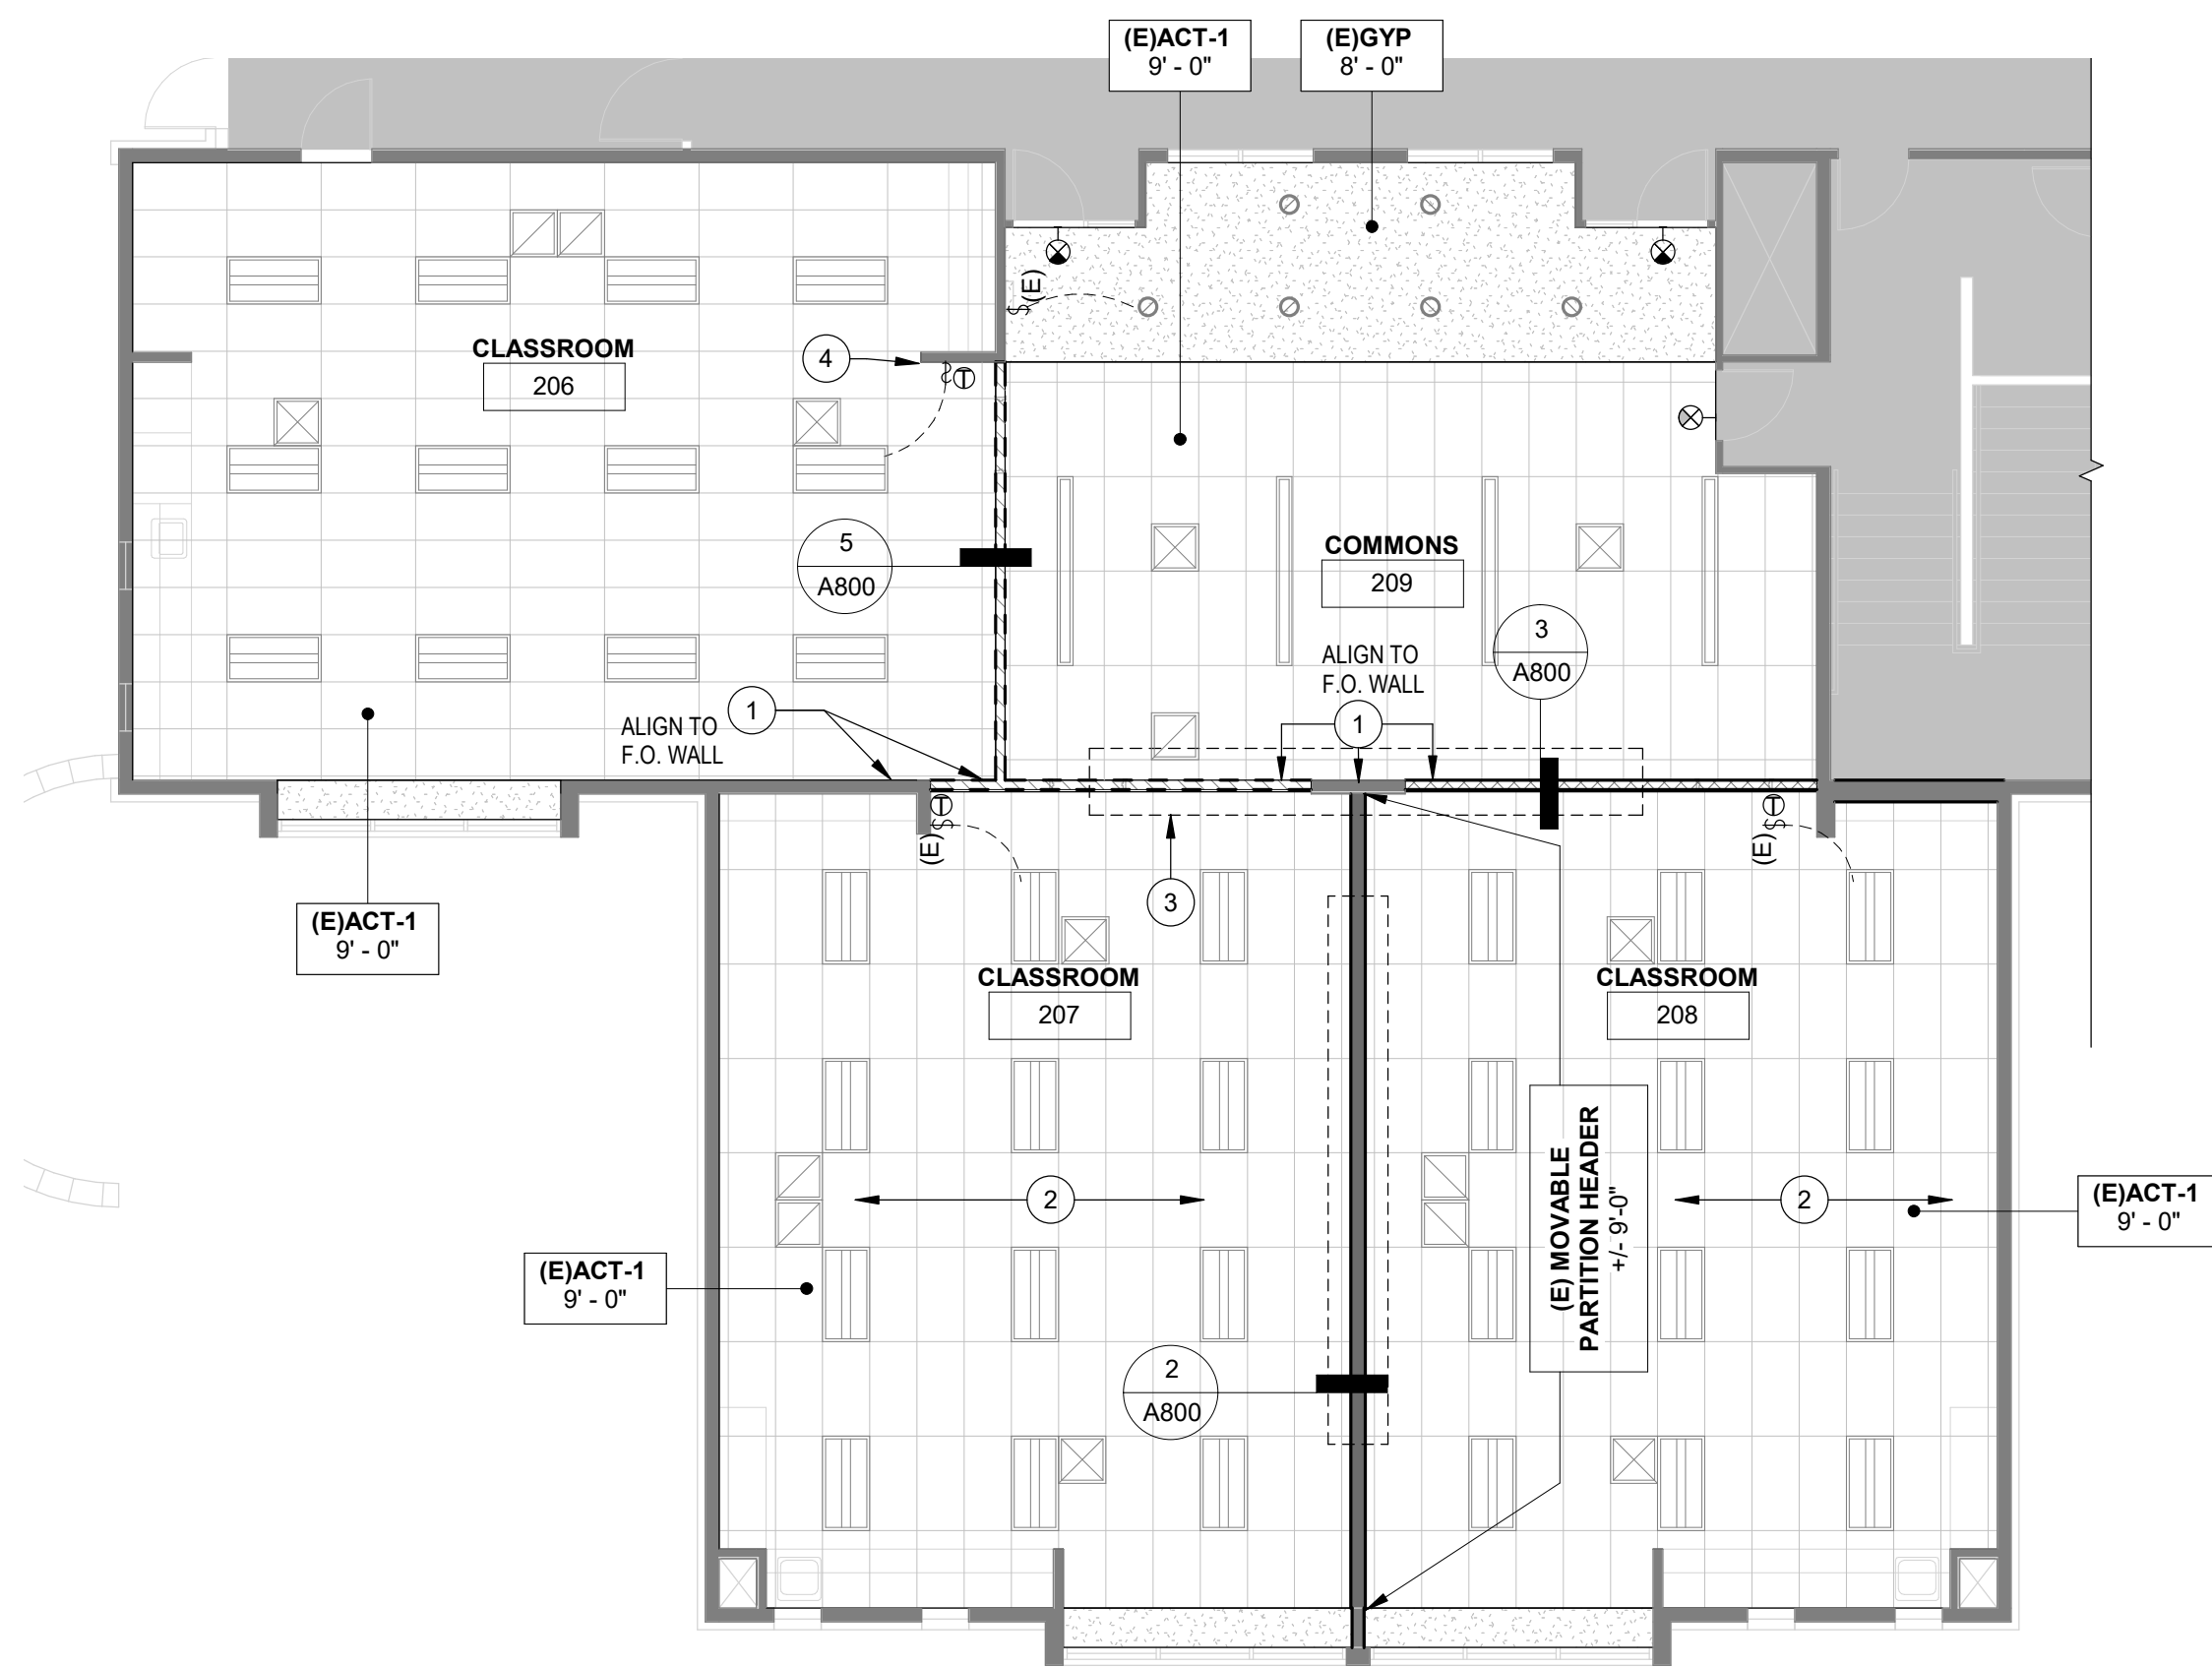 (E)ACT-1
9' - 0"
(E)GYP
8' - 0"
(E)
CLASSROOM
206
4
5
A800
COMMONS
209
3
A800
ALIGN TO
F.O. WALL
1
ALIGN TO
F.O. WALL
1
(E)
$
T
(E)
$
T
3
(E)ACT-1
9' - 0"
CLASSROOM
207
CLASSROOM
208
(E) MOVABLE
PARTITION HEADER
+/- 9'-0"
2
2
(E)ACT-1
9' - 0"
(E)ACT-1
9' - 0"
2
A800